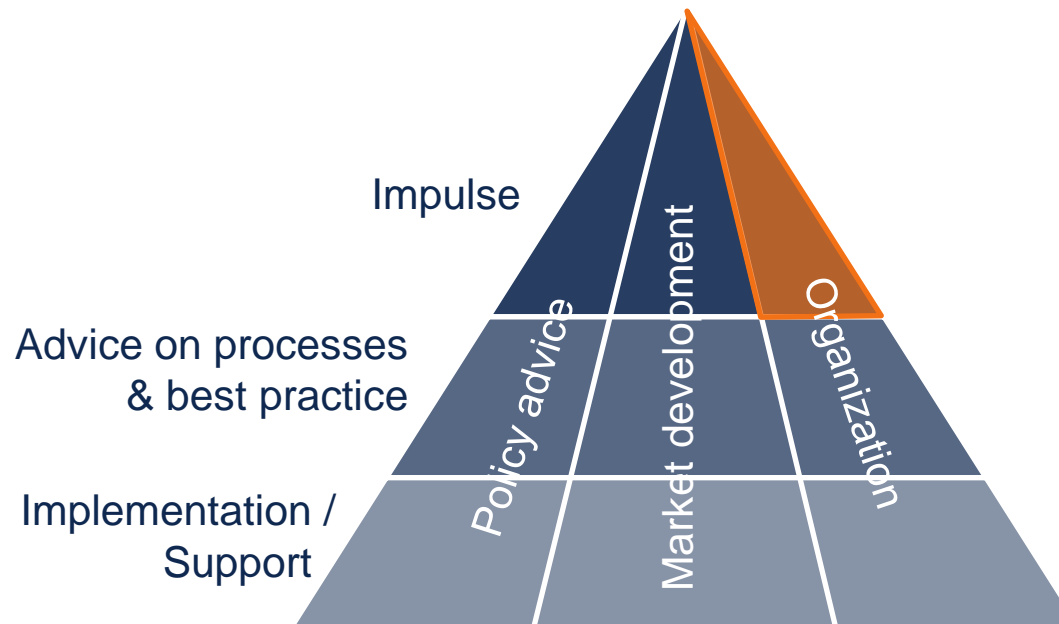 Impulse
Advice on processes
& best practice
Implementation /
Support
Policy advice
Market development
Organization